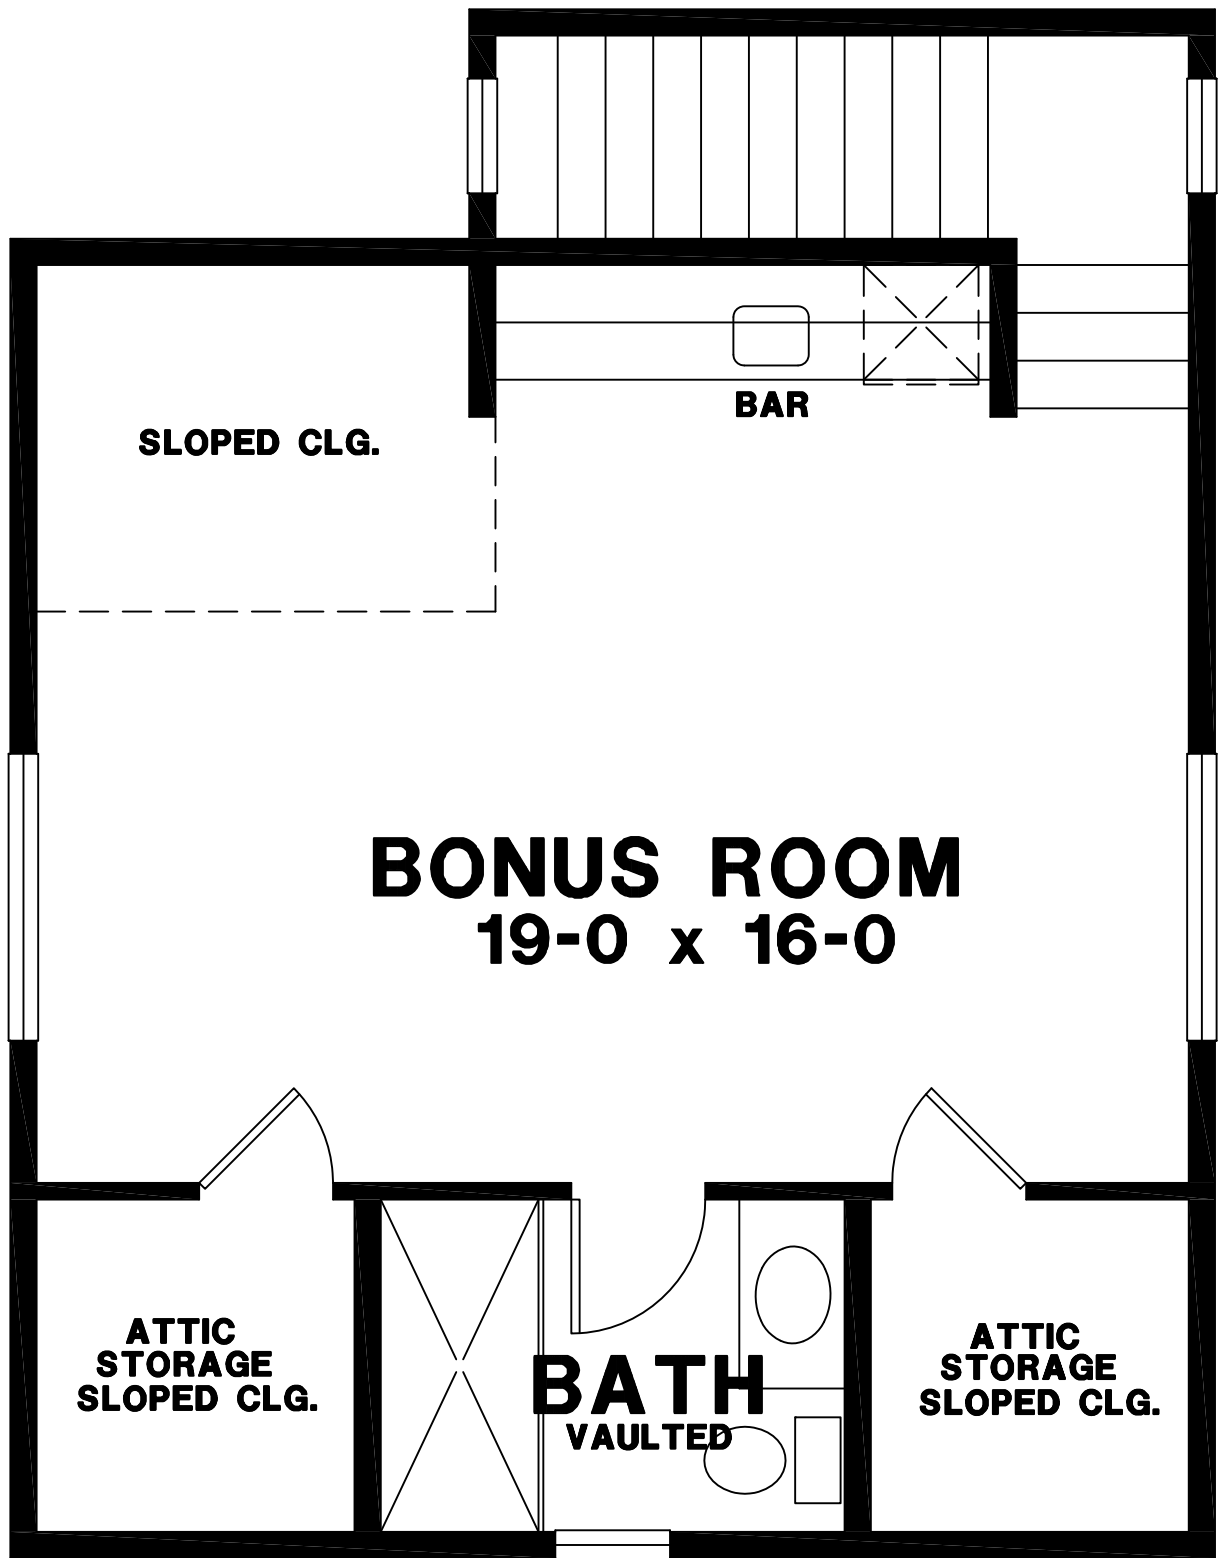 BAR
SLOPED CLG.
BONUS ROOM
19-0 x 16-0
ATTIC
STORAGE
SLOPED CLG.
BATH
VAULTED
ATTIC
STORAGE
SLOPED CLG.